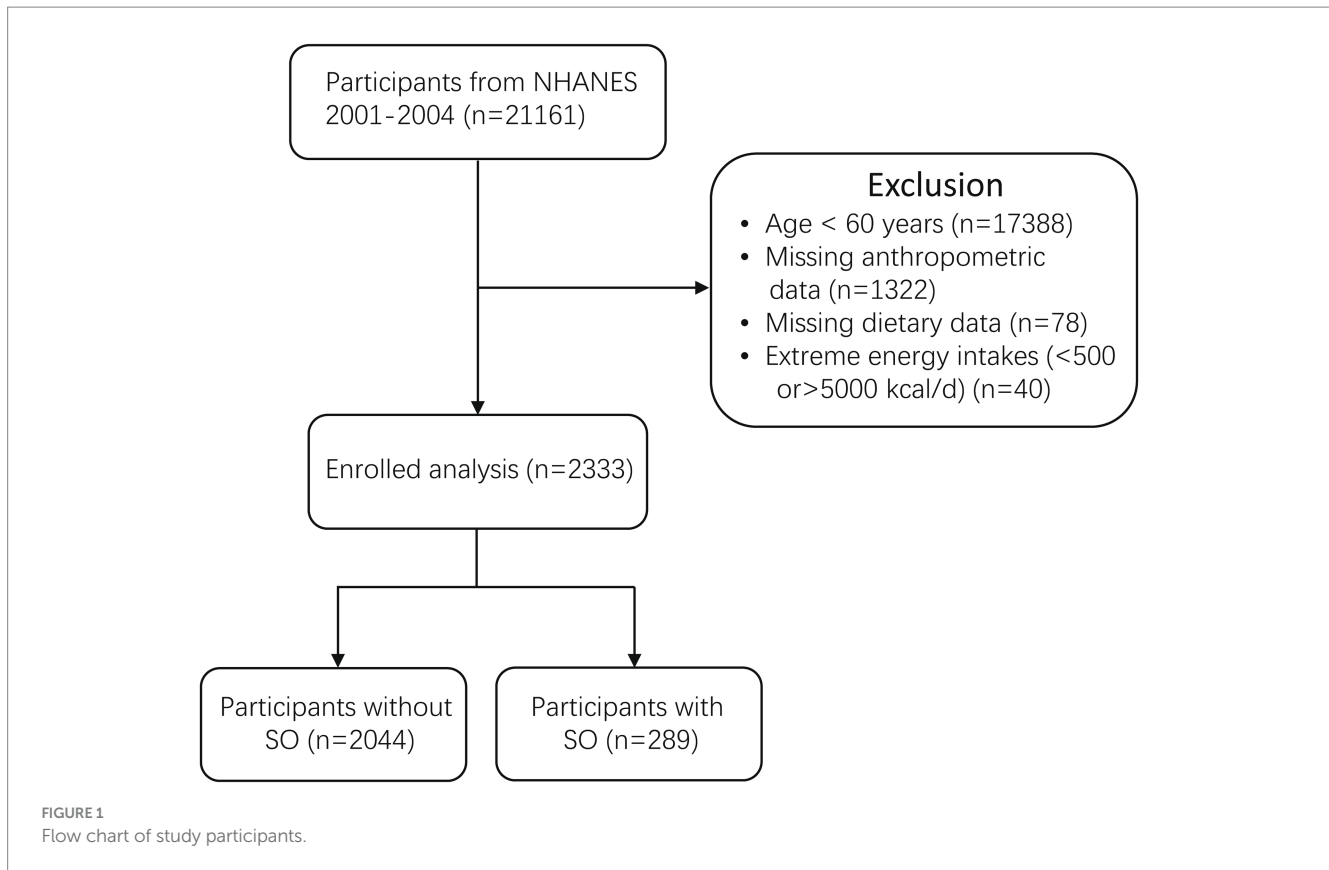 Participants from NHANES
2001-2004 (n=21161)
Exclusion
• Age < 60 years (n=17388)
• Missing anthropometric
data (n=1322)
• Missing dietary data (n=78)
• Extreme energy intakes (<500
or>5000 kcal/d) (n=40)
Enrolled analysis (n=2333)
Participants without
SO (n=2044)
Participants with
SO (n=289)
FIGURE 1
Flow chart of study participants.